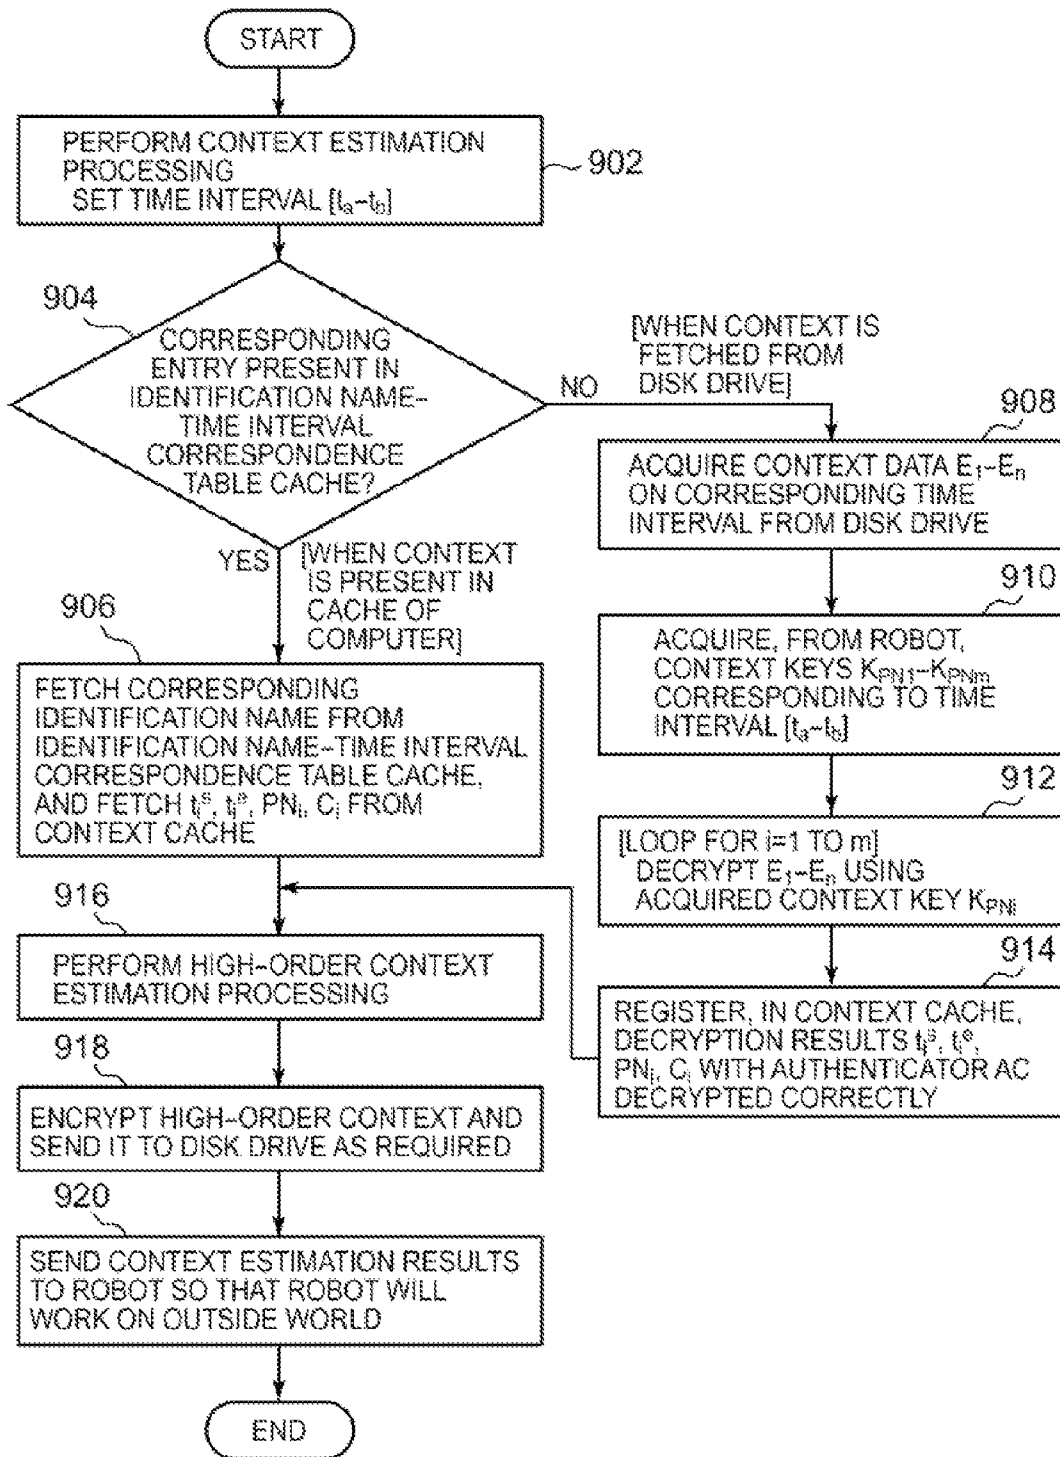 START
PERFORM CONTEXT ESTIMATION
PROCESSING
SET TIME INTERVAL [tₐ–t_b]
902
904
CORRESPONDING
ENTRY PRESENT IN
IDENTIFICATION NAME–
TIME INTERVAL
CORRESPONDENCE
TABLE CACHE?
NO
[WHEN CONTEXT IS
FETCHED FROM
DISK DRIVE]
YES
[WHEN CONTEXT
IS PRESENT IN
CACHE OF
COMPUTER]
906
FETCH CORRESPONDING
IDENTIFICATION NAME FROM
IDENTIFICATION NAME–TIME INTERVAL
CORRESPONDENCE TABLE CACHE,
AND FETCH tᵢˢ, tᵢᵉ, PNᵢ, Cᵢ FROM
CONTEXT CACHE
908
ACQUIRE CONTEXT DATA E₁–Eₙ
ON CORRESPONDING TIME
INTERVAL FROM DISK DRIVE
910
ACQUIRE, FROM ROBOT,
CONTEXT KEYS K_PN1–K_PNm
CORRESPONDING TO TIME
INTERVAL [tₐ–t_b]
912
[LOOP FOR i=1 TO m]
DECRYPT E₁–Eₙ USING
ACQUIRED CONTEXT KEY K_PNi
914
REGISTER, IN CONTEXT CACHE,
DECRYPTION RESULTS tᵢˢ, tᵢᵉ,
PNᵢ, Cᵢ WITH AUTHENTICATOR AC
DECRYPTED CORRECTLY
916
PERFORM HIGH–ORDER CONTEXT
ESTIMATION PROCESSING
918
ENCRYPT HIGH–ORDER CONTEXT AND
SEND IT TO DISK DRIVE AS REQUIRED
920
SEND CONTEXT ESTIMATION RESULTS
TO ROBOT SO THAT ROBOT WILL
WORK ON OUTSIDE WORLD
END